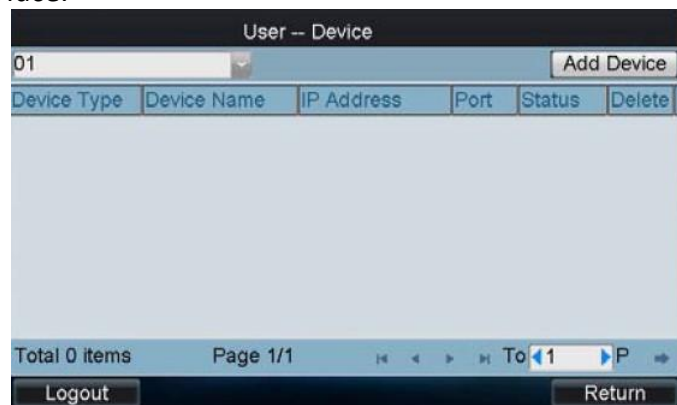 User -- Device
01 Add Device
Device Type Device Name IP Address Port Status Delete
Total 0 items Page 1/1 To 1 P
Logout Return